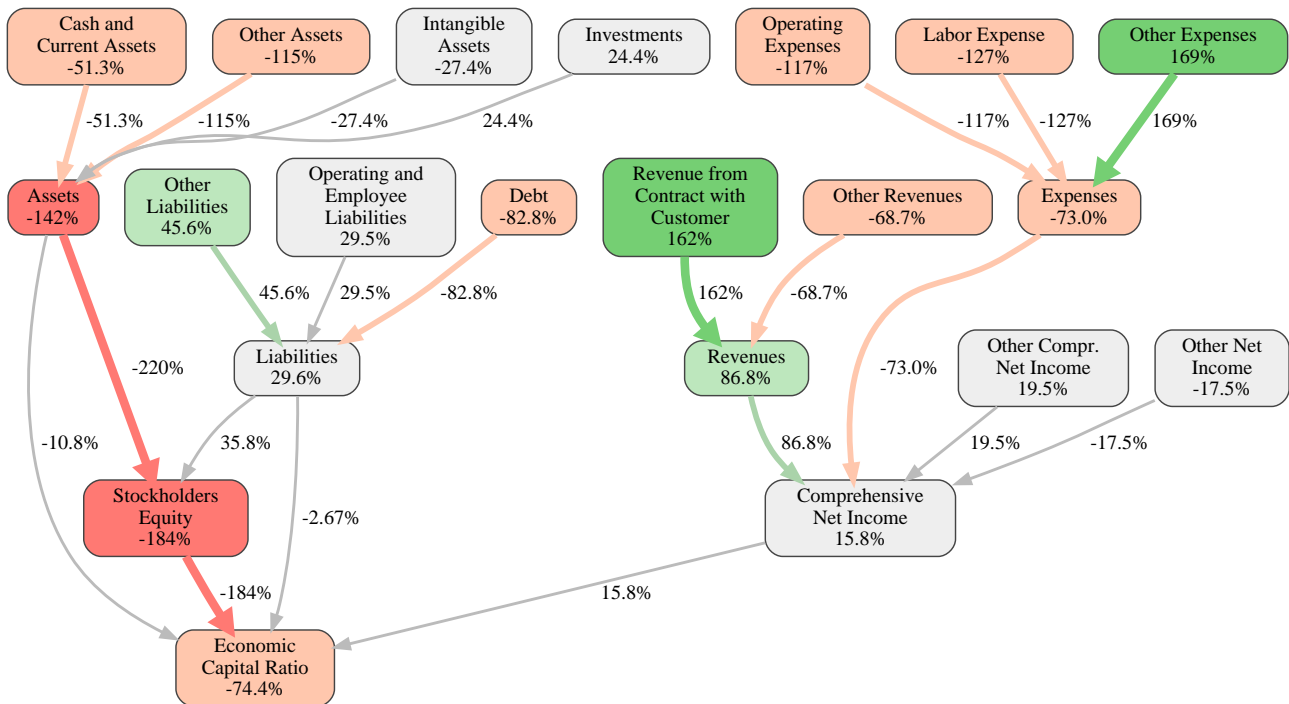 Cash and
Current Assets
-51.3%
Other Assets
-115%
Intangible
Assets
-27.4%
Investments
24.4%
Operating
Expenses
-117%
Labor Expense
-127%
Other Expenses
169%
-51.3%
-115%
-27.4%
24.4%
-117%
-127%
169%
Assets
-142%
Other
Liabilities
45.6%
Operating and
Employee
Liabilities
29.5%
Debt
-82.8%
Revenue from
Contract with
Customer
162%
Other Revenues
-68.7%
Expenses
-73.0%
45.6%
29.5%
-82.8%
162%
-68.7%
-220%
Liabilities
29.6%
Revenues
86.8%
-73.0%
Other Compr.
Net Income
19.5%
Other Net
Income
-17.5%
-10.8%
35.8%
86.8%
19.5%
-17.5%
Stockholders
Equity
-184%
-2.67%
Comprehensive
Net Income
15.8%
-184%
15.8%
Economic
Capital Ratio
-74.4%